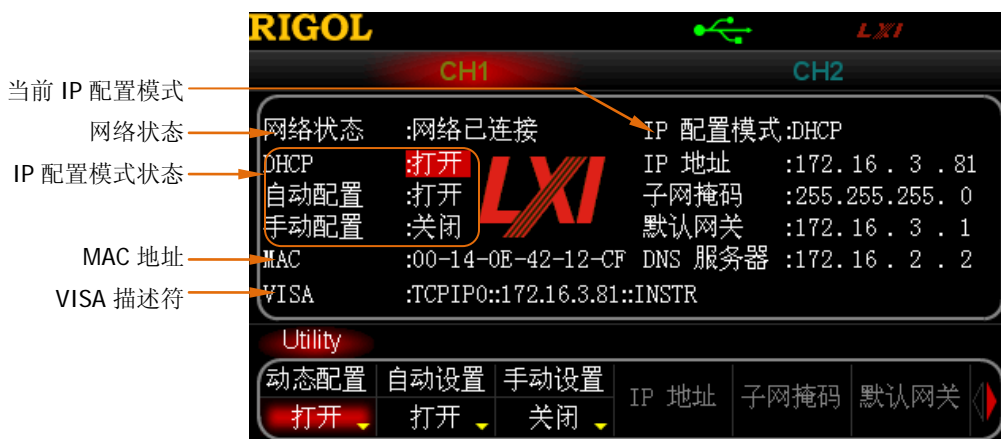 RIGOL LXI
CH1 CH2
当前 IP 配置模式
网络状态
IP 配置模式状态
MAC 地址
VISA 描述符
网络状态 :网络已连接 IP 配置模式:DHCP
DHCP :打开 IP 地址 :172.16 . 3 . 81
自动配置 :打开 子网掩码 :255.255.255. 0
手动配置 :关闭 默认网关 :172.16 . 3 . 1
LXI
MAC :00-14-0E-42-12-CF DNS 服务器 :172.16 . 2 . 2
VISA :TCPIP0::172.16.3.81::INSTR
Utility
动态配置 自动设置 手动设置 IP 地址 子网掩码 默认网关
打开 打开 关闭